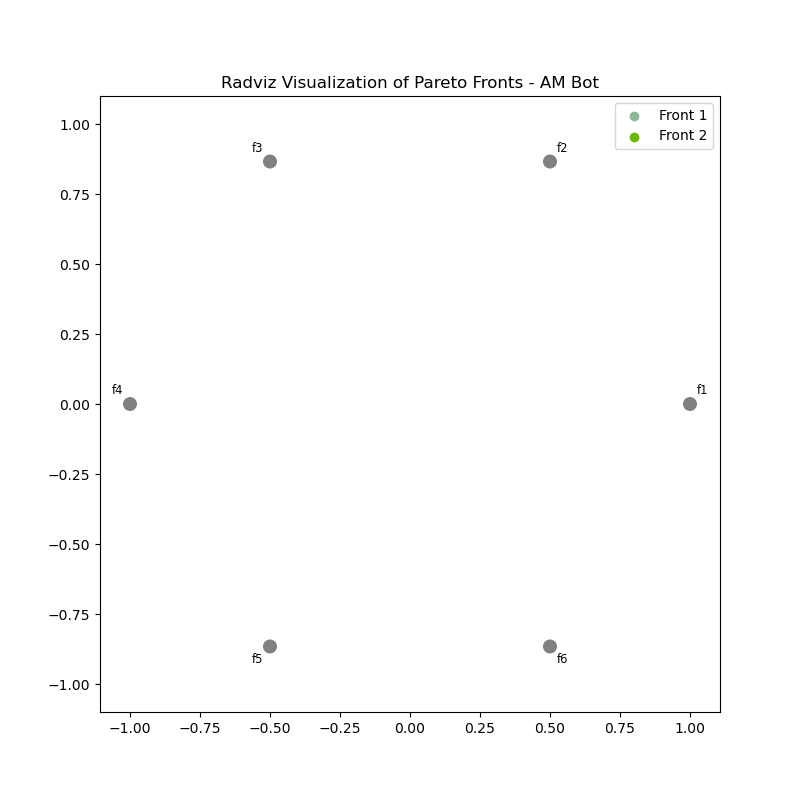 Radviz Visualization of Pareto Fronts - AM Bot
Front 1
Front 2
1.00
0.75
0.50
0.25
0.00
−0.25
−0.50
−0.75
−1.00
f3
f2
f4
f1
f5
f6
−1.00 −0.75 −0.50 −0.25 0.00 0.25 0.50 0.75 1.00